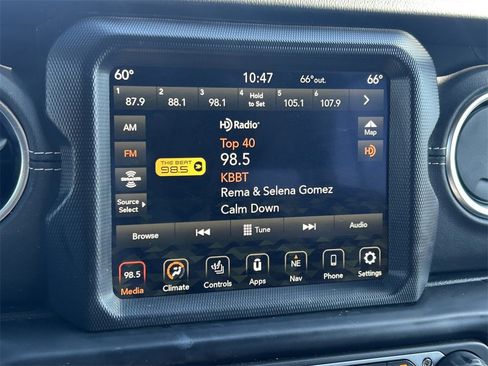 60° 10:47 66°out. 66°
1 2 3 4 5 6
87.9 88.1 98.1 Hold to Set 105.1 107.9
AM
HD Radio
Map
FM
Top 40
THE BEAT 98.5
98.5
HD
KBBT
Rema & Selena Gomez
Source Select
Calm Down
Browse Tune Audio
98.5 NE
Media Climate Controls Apps Nav Phone Settings